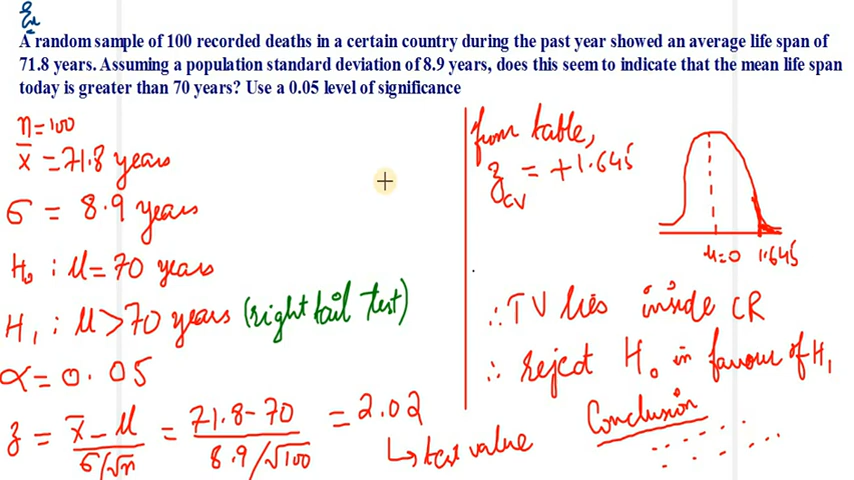 Ex
A random sample of 100 recorded deaths in a certain country during the past year showed an average life span of
71.8 years. Assuming a population standard deviation of 8.9 years, does this seem to indicate that the mean life span
today is greater than 70 years? Use a 0.05 level of significance
n=100
x̄ = 71.8 years
σ = 8.9 years
H₀ : μ = 70 years
H₁ : μ > 70 years (right tail test)
α = 0.05
z = x̄ - μ / σ/√n = 71.8 - 70 / 8.9/√100 = 2.02
↳ test value
from table,
z_CV = +1.645
μ=0 1.645
∴ TV lies inside CR
∴ reject H₀ in favour of H₁
Conclusion